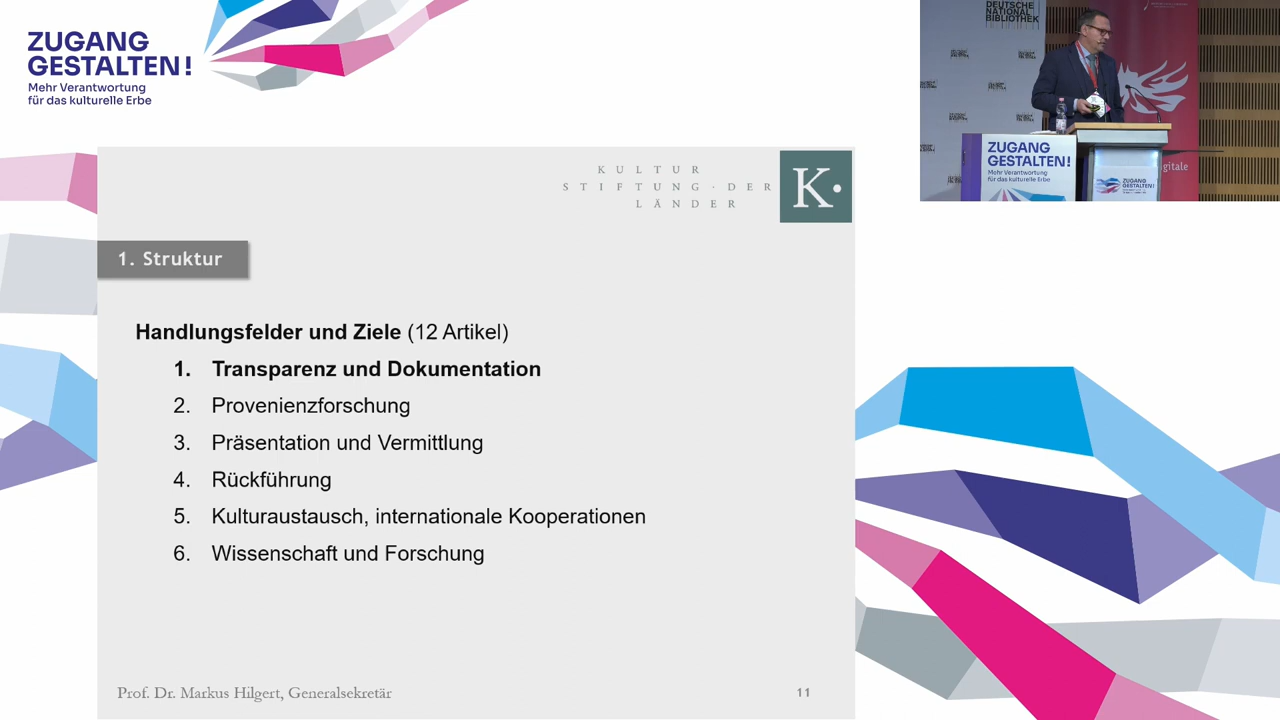 ZUGANG
GESTALTEN!
Mehr Verantwortung
für das kulturelle Erbe
DEUTSCHE
NATIONAL
BIBLIOTHEK
ZUGANG
GESTALTEN!
Mehr Verantwortung
für das kulturelle Erbe
ZUGANG
GESTALTEN!
gitale
KULTUR
STIFTUNG · DER
LÄNDER
K·
1. Struktur
Handlungsfelder und Ziele (12 Artikel)
1. Transparenz und Dokumentation
2. Provenienzforschung
3. Präsentation und Vermittlung
4. Rückführung
5. Kulturaustausch, internationale Kooperationen
6. Wissenschaft und Forschung
Prof. Dr. Markus Hilgert, Generalsekretär
11